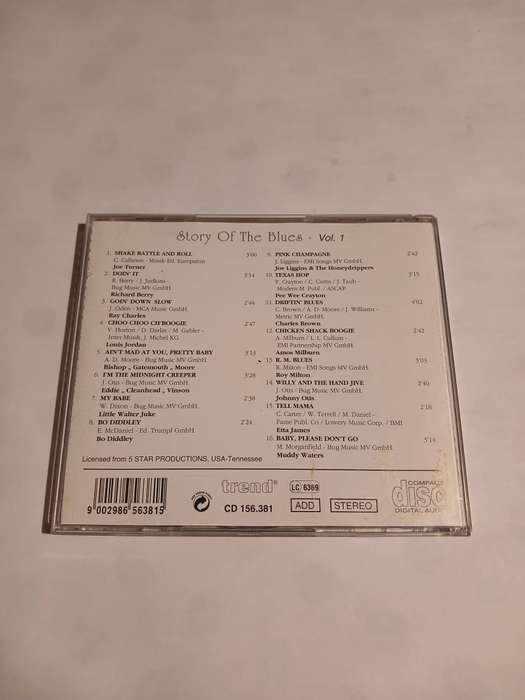 Story Of The Blues - Vol. 1
1. SHAKE RATTLE AND ROLL 3'00
C. Calhoun - Musik-Ed. Europaton
Joe Turner
2. DOIN' IT 3'34
R. Berry / J. Judkins -
Bug Music MV GmbH.
Richard Berry
3. GOIN' DOWN SLOW 2'44
J. Oden - MCA Music GmbH.
Ray Charles
4. CHOO CHOO CH'BOOGIE 2'47
V. Horton / D. Darlin / M. Gabler -
Inter Musik, J. Michel KG
Louis Jordan
5. AIN'T MAD AT YOU, PRETTY BABY 3'13
A. D. Moore - Bug Music MV GmbH.
Bishop „ Gatemouth „ Moore
6. I'M THE MIDNIGHT CREEPER 3'28
J. Otis - Bug Music MV GmbH.
Eddie „ Cleanhead „ Vinson
7. MY BABE 2'38
W. Dixon - Bug Music MV GmbH.
Little Walter Juke
8. BO DIDDLEY 2'24
E. McDaniel - Ed. Trumpf GmbH.
Bo Diddley
9. PINK CHAMPAGNE 2'42
J. Liggins - EMI Songs MV GmbH.
Joe Liggins & The Honeydrippers
10. TEXAS HOP 3'15
P. Crayton / C. Curns / J. Taub -
Modern M. Publ. / ASCAP
Pee Wee Crayton
11. DRIFTIN' BLUES 4'02
C. Brown / A. D. Moore / J. Williams -
Metric MV GmbH.
Charles Brown
12. CHICKEN SHACK BOOGIE 2'42
A. Milburn / L. L. Cullum -
EMI Partnership MV GmbH.
Amos Milburn
13. R. M. BLUES 3'03
R. Milton - EMI Songs MV GmbH.
Roy Milton
14. WILLY AND THE HAND JIVE 2'40
J. Otis - Bug Music MV GmbH.
Johnny Otis
15. TELL MAMA 2'18
C. Carter / W. Terrell / M. Daniel -
Fame Publ. Co / Lowery Music Corp. / BMI
Etta James
16. BABY, PLEASE DON'T GO 5'14
M. Morganfield - Bug Music MV GmbH.
Muddy Waters
Licensed from 5 STAR PRODUCTIONS, USA-Tennessee
9 002986 563815
trend®
CD 156.381
LC 6369
ADD
STEREO
COMPACT
disc
DIGITAL AUDIO